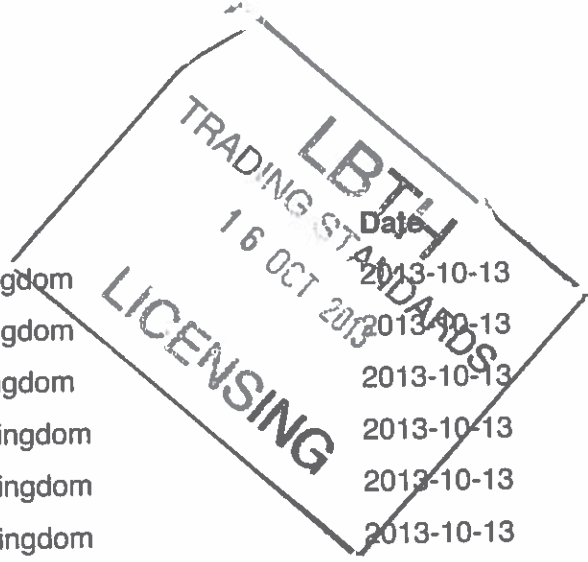 LBTH
TRADING STANDARDS
16 OCT 2013
LICENSING
Date
gdom 2013-10-13
gdom 2013-10-13
gdom 2013-10-13
ingdom 2013-10-13
ingdom 2013-10-13
ingdom 2013-10-13